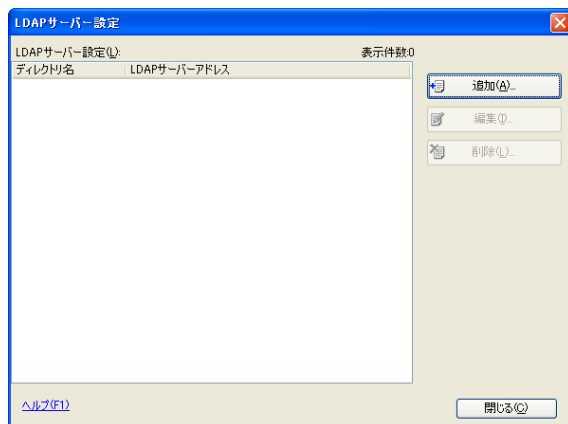 LDAPサーバー設定
LDAPサーバー設定(L): 表示件数:0
ディレクトリ名 LDAPサーバーアドレス
追加(A)...
編集(I)...
削除(L)...
ヘルプ(F1) 閉じる(C)